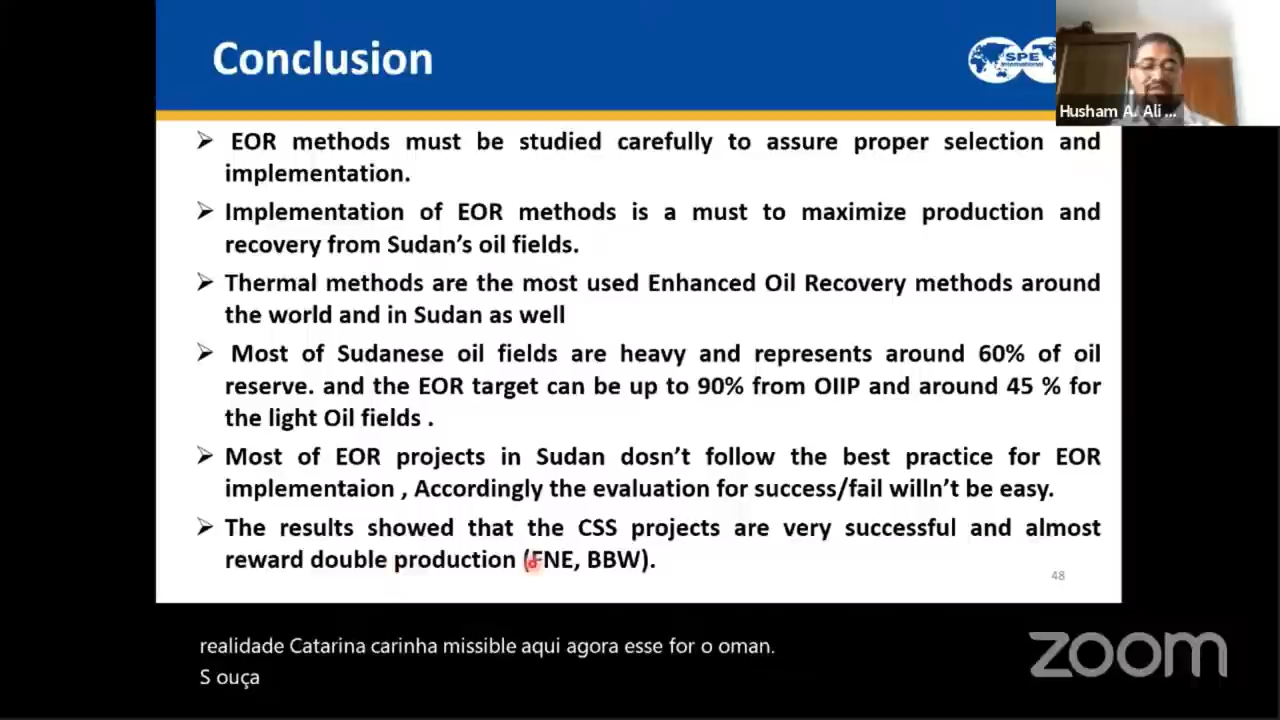 Conclusion
SPE
International
Husham A. Ali ...
➢ EOR methods must be studied carefully to assure proper selection and
implementation.
➢ Implementation of EOR methods is a must to maximize production and
recovery from Sudan's oil fields.
➢ Thermal methods are the most used Enhanced Oil Recovery methods around
the world and in Sudan as well
➢ Most of Sudanese oil fields are heavy and represents around 60% of oil
reserve. and the EOR target can be up to 90% from OIIP and around 45 % for
the light Oil fields .
➢ Most of EOR projects in Sudan dosn't follow the best practice for EOR
implementaion , Accordingly the evaluation for success/fail willn't be easy.
➢ The results showed that the CSS projects are very successful and almost
reward double production (FNE, BBW).
48
realidade Catarina carinha missible aqui agora esse for o oman.
S ouça
zoom